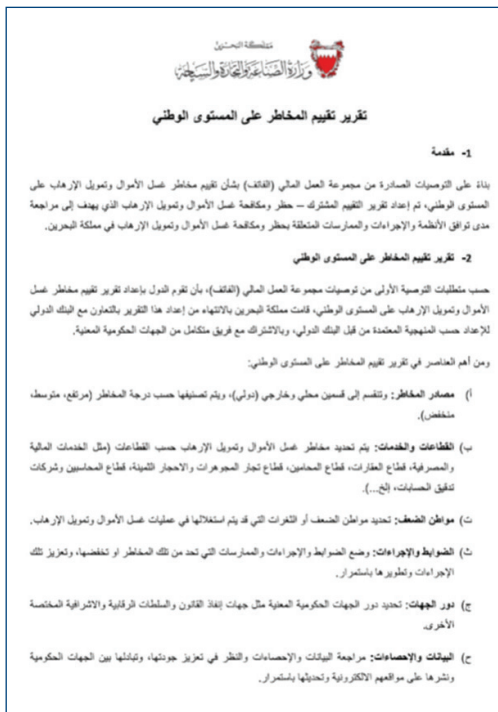 مملكة البحرين
وزارة الصناعة والتجارة والسياحة
تقرير تقييم المخاطر على المستوى الوطني
1- مقدمة
بناءً على التوصيات الصادرة من مجموعة العمل المالي (الفاتف) بشأن تقييم مخاطر غسل الأموال وتمويل الإرهاب على
المستوى الوطني، تم إعداد تقرير التقييم المشترك – حظر ومكافحة غسل الأموال وتمويل الإرهاب الذي يهدف إلى مراجعة
مدى توافق الأنظمة والإجراءات والممارسات المتعلقة بحظر ومكافحة غسل الأموال وتمويل الإرهاب في مملكة البحرين.
2- تقرير تقييم المخاطر على المستوى الوطني
حسب متطلبات التوصية الأولى من توصيات مجموعة العمل المالي (الفاتف)، بأن تقوم الدول بإعداد تقرير تقييم مخاطر غسل
الأموال وتمويل الإرهاب على المستوى الوطني، قامت مملكة البحرين بالانتهاء من إعداد هذا التقرير بالتعاون مع البنك الدولي
للإعداد حسب المنهجية المعتمدة من قبل البنك الدولي، وبالاشتراك مع فريق متكامل من الجهات الحكومية المعنية.
ومن أهم العناصر في تقرير تقييم المخاطر على المستوى الوطني:
أ) مصادر المخاطر: وتنقسم إلى قسمين محلي وخارجي (دولي)، ويتم تصنيفها حسب درجة المخاطر (مرتفع، متوسط،
منخفض).
ب) القطاعات والخدمات: يتم تحديد مخاطر غسل الأموال وتمويل الإرهاب حسب القطاعات (مثل الخدمات المالية
والمصرفية، قطاع العقارات، قطاع المحامين، قطاع تجار المجوهرات والاحجار الثمينة، قطاع المحاسبين وشركات
تدقيق الحسابات، إلخ...).
ت) مواطن الضعف: تحديد مواطن الضعف أو الثغرات التي قد يتم استغلالها في عمليات غسل الأموال وتمويل الإرهاب.
ث) الضوابط والإجراءات: وضع الضوابط والإجراءات والممارسات التي تحد من تلك المخاطر او تخفضها، وتعزيز تلك
الإجراءات وتطويرها باستمرار.
ج) دور الجهات: تحديد دور الجهات الحكومية المعنية مثل جهات إنفاذ القانون والسلطات الرقابية والاشرافية المختصة
الأخرى.
ح) البيانات والإحصاءات: مراجعة البيانات والإحصاءات والنظر في تعزيز جودتها، وتبادلها بين الجهات الحكومية
ونشرها على مواقعهم الالكترونية وتحديثها باستمرار.